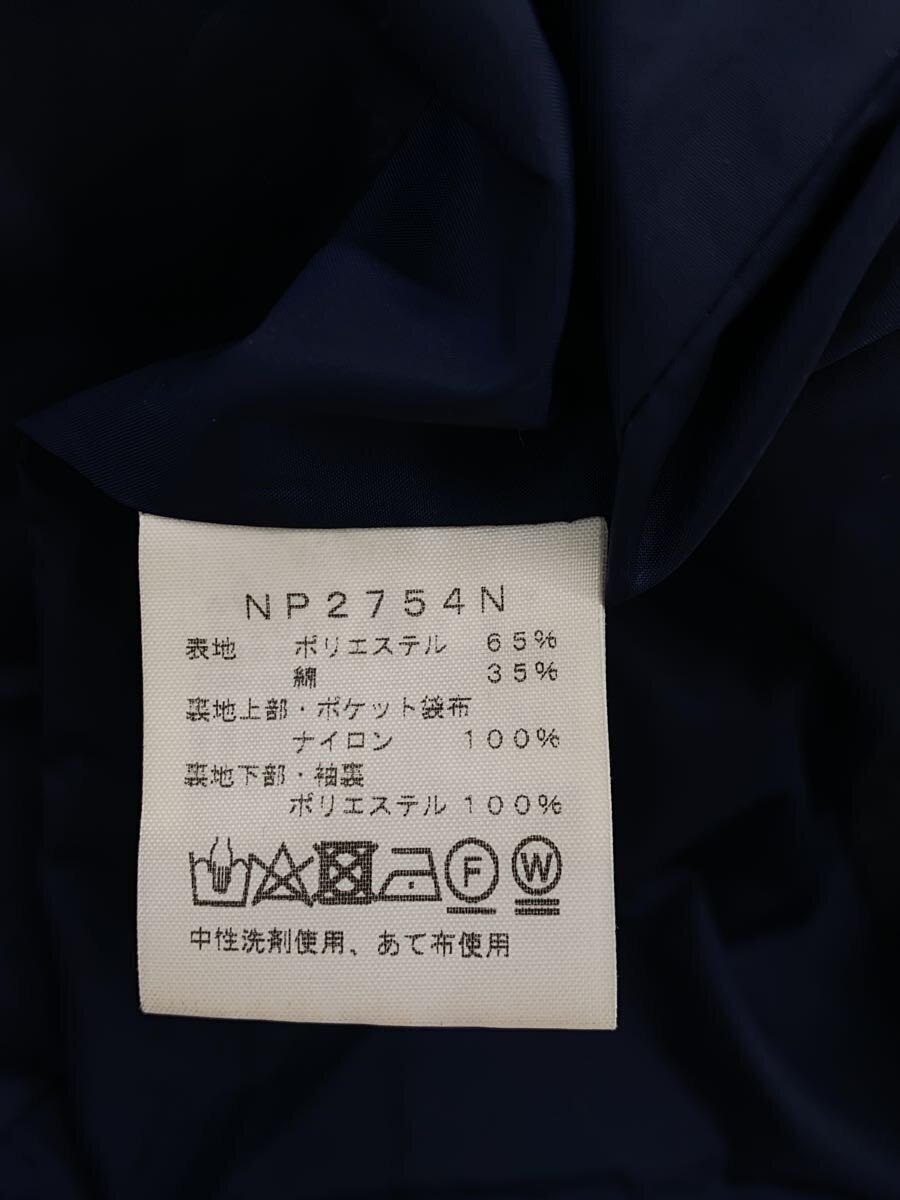 NP2754N
表地 ポリエステル 65%
綿 35%
裏地上部・ポケット袋布
ナイロン 100%
裏地下部・袖裏
ポリエステル 100%
F W
中性洗剤使用、あて布使用